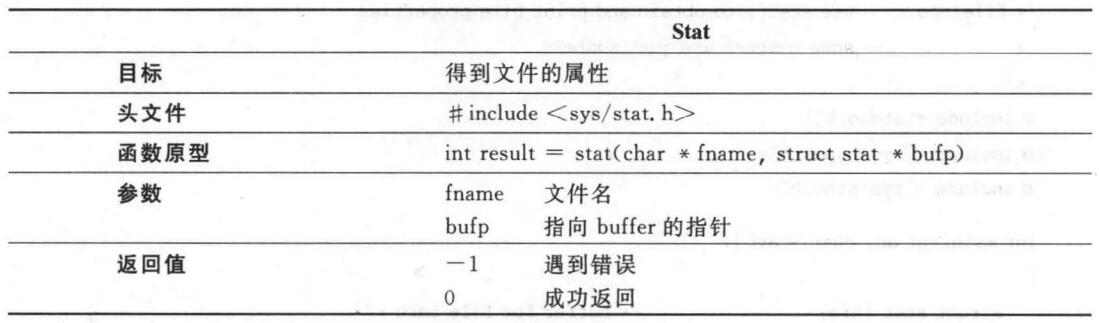 Stat
目标 得到文件的属性
头文件 # include <sys/stat. h>
函数原型 int result = stat(char * fname, struct stat * bufp)
参数 fname 文件名
bufp 指向 buffer 的指针
返回值 -1 遇到错误
0 成功返回